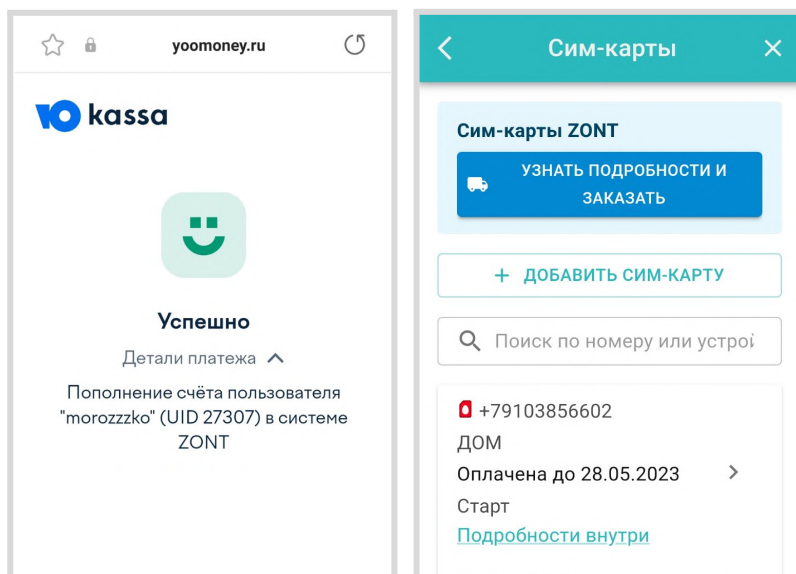 yoomoney.ru
Ю kassa
Успешно
Детали платежа
Пополнение счёта пользователя
"morozzzko" (UID 27307) в системе
ZONT
Сим-карты
Сим-карты ZONT
УЗНАТЬ ПОДРОБНОСТИ И
ЗАКАЗАТЬ
+ ДОБАВИТЬ СИМ-КАРТУ
Поиск по номеру или устрой
+79103856602
ДОМ
Оплачена до 28.05.2023
Старт
Подробности внутри